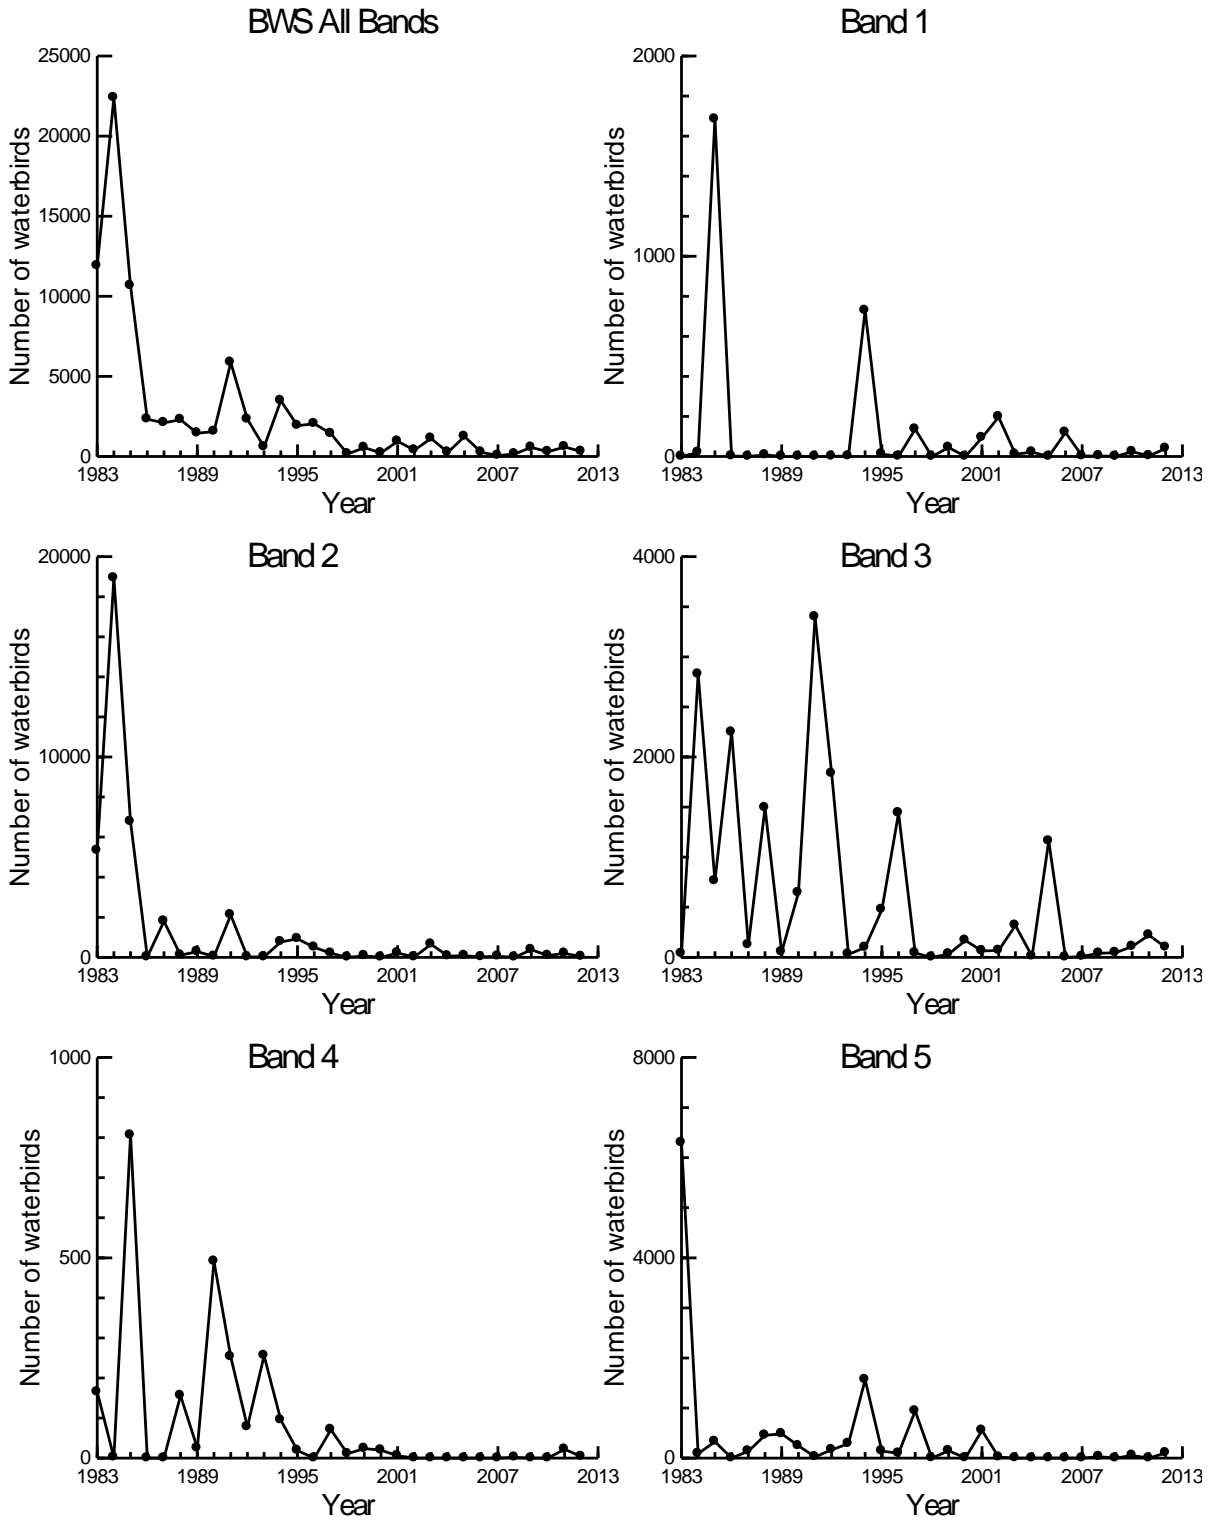 BWS All Bands
25000
20000
15000
10000
5000
0
Number of waterbirds
1983 1989 1995 2001 2007 2013
Year
Band 1
2000
1000
0
Number of waterbirds
1983 1989 1995 2001 2007 2013
Year
Band 2
20000
10000
0
Number of waterbirds
1983 1989 1995 2001 2007 2013
Year
Band 3
4000
2000
0
Number of waterbirds
1983 1989 1995 2001 2007 2013
Year
Band 4
1000
500
0
Number of waterbirds
1983 1989 1995 2001 2007 2013
Year
Band 5
8000
4000
0
Number of waterbirds
1983 1989 1995 2001 2007 2013
Year